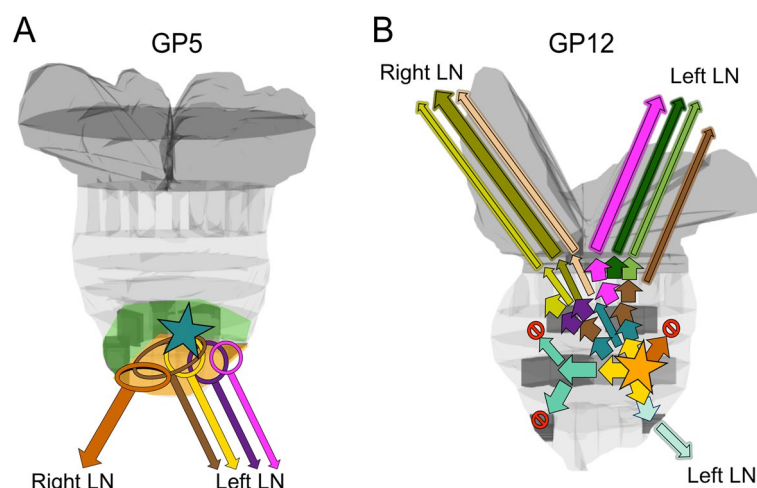 A
GP5
Right LN
Left LN
B
GP12
Right LN
Left LN
Left LN